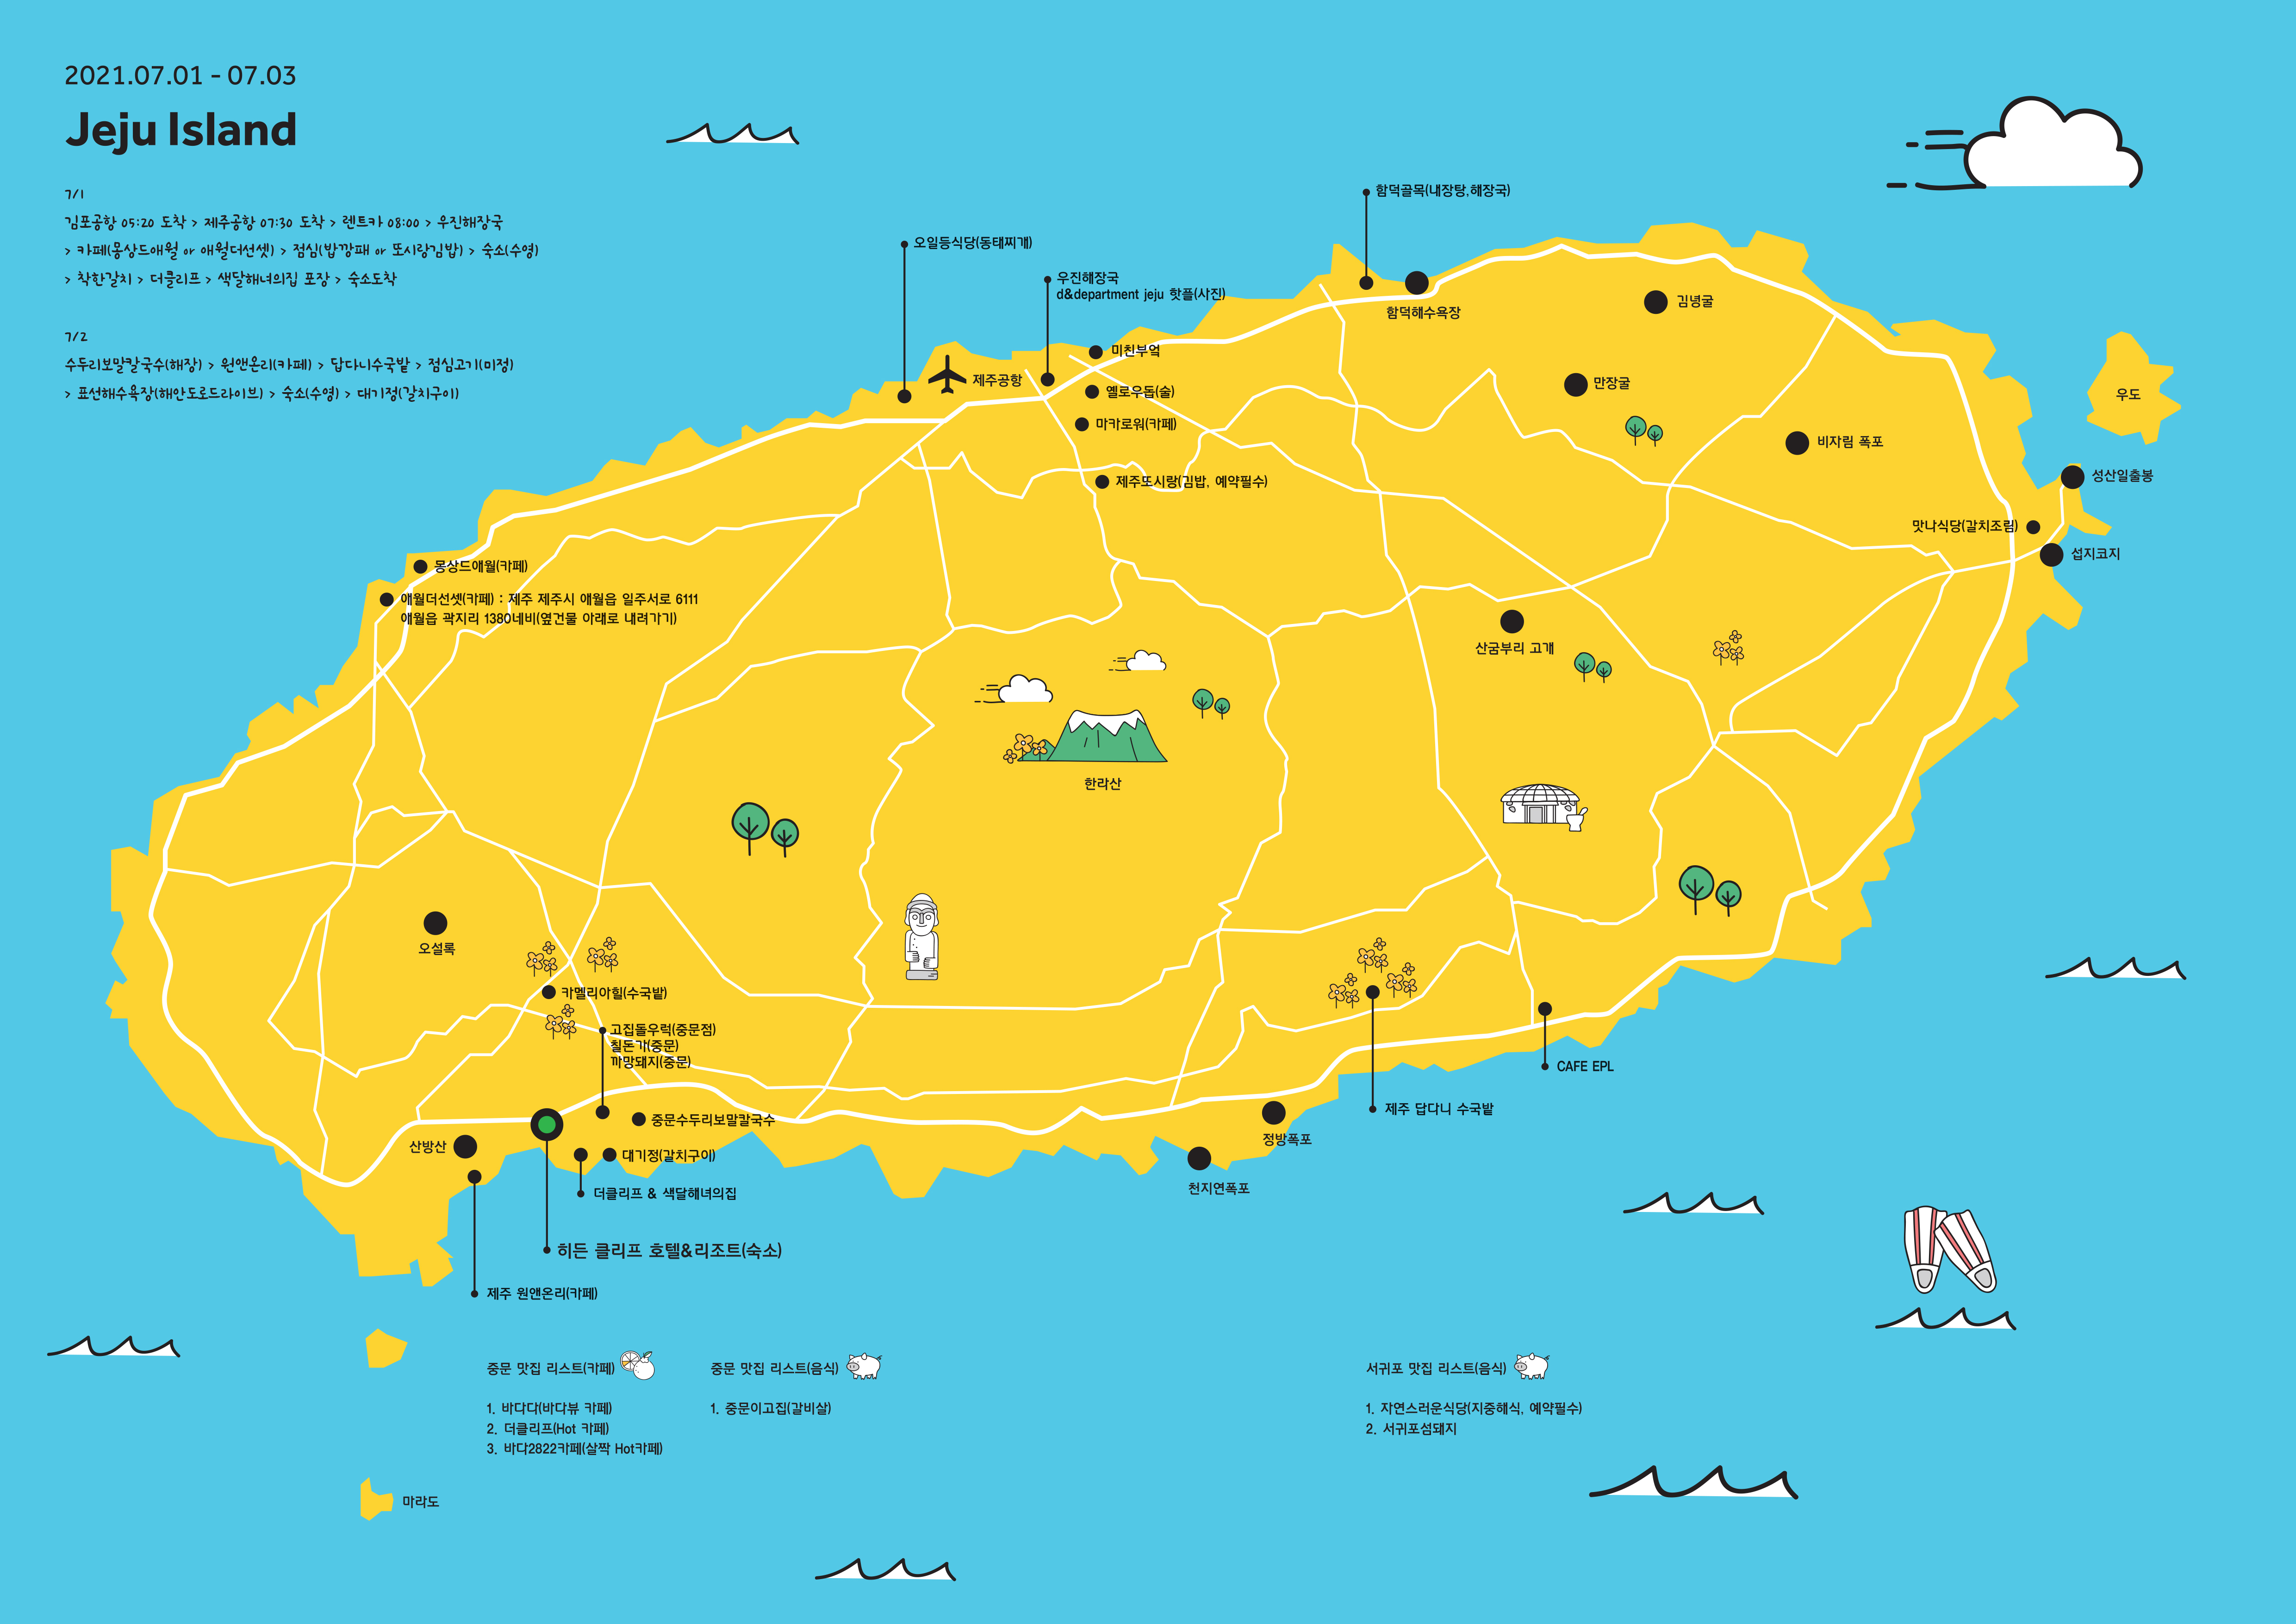 2021.07.01 - 07.03
Jeju Island
7/1
김포공항 05:20 도착 > 제주공항 07:30 도착 > 렌트카 08:00 > 우진해장국
> 카페(몽상드애월 or 애월더선셋) > 점심(밥깡패 or 또시랑김밥) > 숙소(수영)
> 착한갈치 > 더클리프 > 색달해녀의집 포장 > 숙소도착
7/2
수두리보말칼국수(해장) > 원앤온리(카페) > 답다니수국밭 > 점심고기(미정)
> 표선해수욕장(해안도로드라이브) > 숙소(수영) > 대기정(갈치구이)
함덕골목(내장탕,해장국)
오일등식당(동태찌개)
우진해장국
d&department jeju 핫플(사진)
함덕해수욕장
김녕굴
미친부엌
제주공항
만장굴
옐로우돕(술)
우도
마카로워(카페)
비자림 폭포
성산일출봉
제주또시랑(김밥, 예약필수)
맛나식당(갈치조림)
섭지코지
몽상드애월(카페)
애월더선셋(카페) : 제주 제주시 애월읍 일주서로 6111
애월읍 곽지리 1380네비(옆건물 아래로 내려가기)
산굼부리 고개
한라산
오설록
카멜리아힐(수국밭)
고집돌우럭(중문점)
칠돈가(중문)
까망돼지(중문)
CAFE EPL
제주 답다니 수국밭
중문수두리보말칼국수
정방폭포
산방산
대기정(갈치구이)
천지연폭포
더클리프 & 색달해녀의집
히든 클리프 호텔&리조트(숙소)
제주 원앤온리(카페)
중문 맛집 리스트(카페)
1. 바다다(바다뷰 카페)
2. 더클리프(Hot 카페)
3. 바다2822카페(살짝 Hot카페)
중문 맛집 리스트(음식)
1. 중문이고집(갈비살)
서귀포 맛집 리스트(음식)
1. 자연스러운식당(지중해식, 예약필수)
2. 서귀포섬돼지
마라도